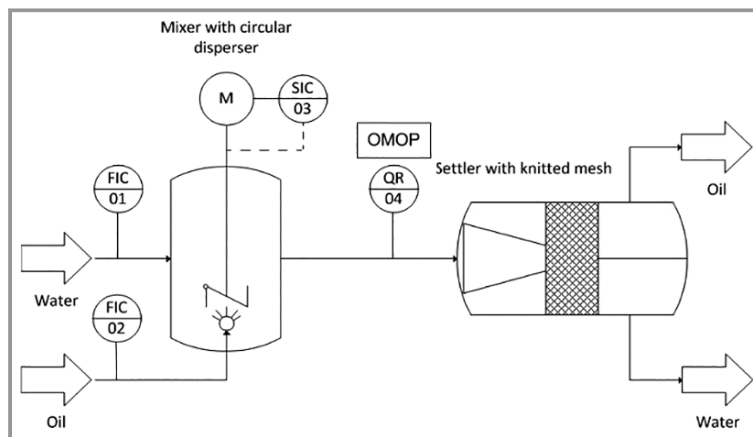 Mixer with circular
disperser
M
SIC
03
OMOP
FIC
01
QR
04
Settler with knitted mesh
Oil
Water
FIC
02
Oil
Water